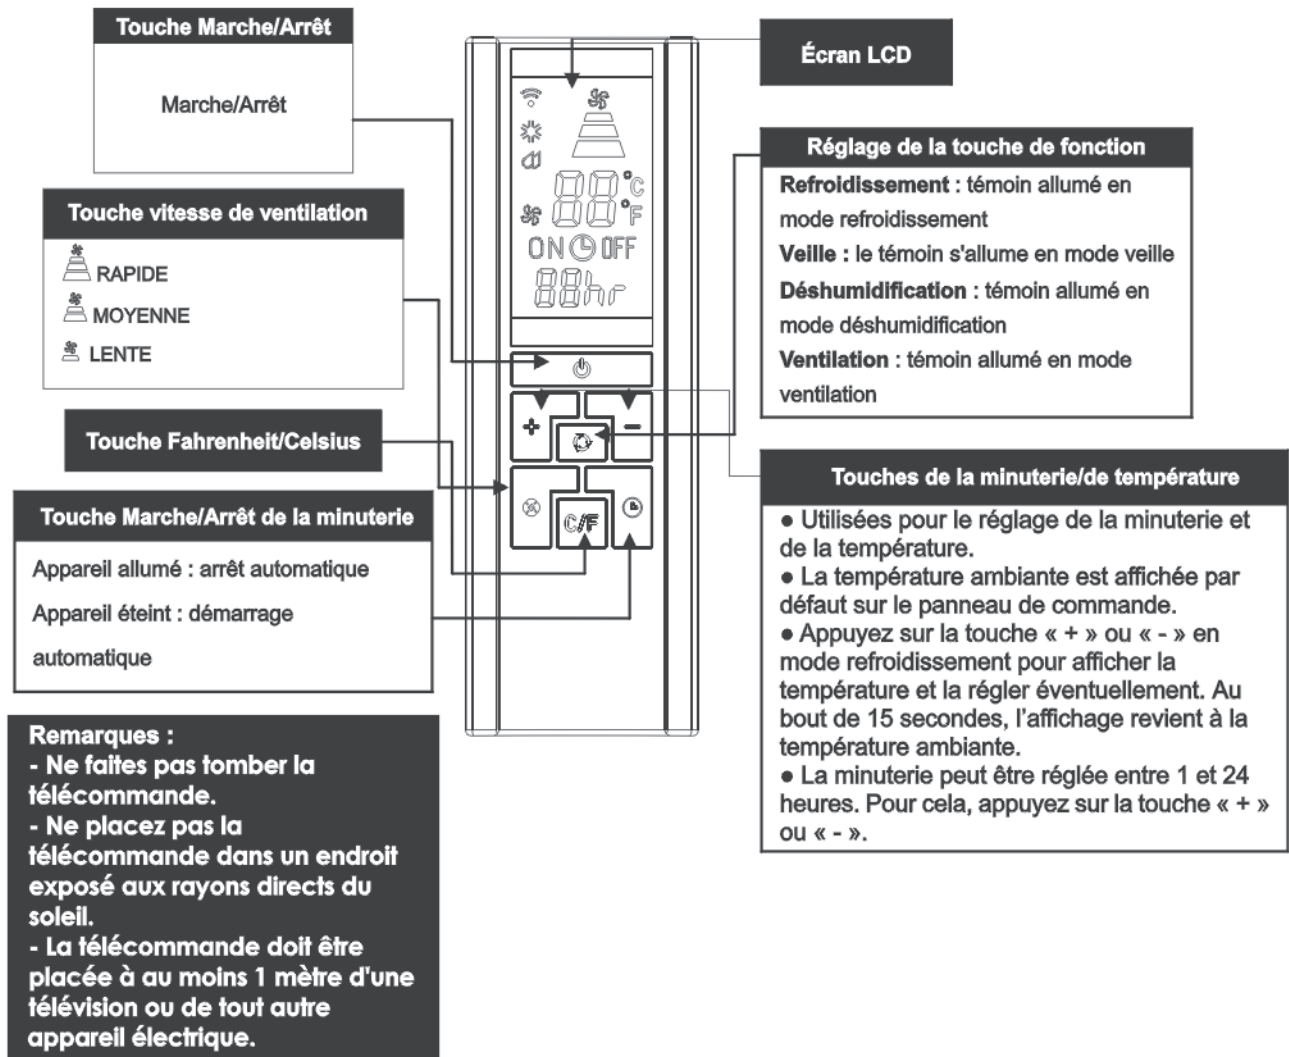 Touche Marche/Arrêt
Marche/Arrêt
Touche vitesse de ventilation
RAPIDE
MOYENNE
LENTE
Touche Fahrenheit/Celsius
Touche Marche/Arrêt de la minuterie
Appareil allumé : arrêt automatique
Appareil éteint : démarrage
automatique
Remarques :
- Ne faites pas tomber la
télécommande.
- Ne placez pas la
télécommande dans un endroit
exposé aux rayons directs du
soleil.
- La télécommande doit être
placée à au moins 1 mètre d'une
télévision ou de tout autre
appareil électrique.
88°C
°F
ON OFF
88hr
+ −
C/F
Écran LCD
Réglage de la touche de fonction
Refroidissement : témoin allumé en
mode refroidissement
Veille : le témoin s'allume en mode veille
Déshumidification : témoin allumé en
mode déshumidification
Ventilation : témoin allumé en mode
ventilation
Touches de la minuterie/de température
● Utilisées pour le réglage de la minuterie et
de la température.
● La température ambiante est affichée par
défaut sur le panneau de commande.
● Appuyez sur la touche « + » ou « - » en
mode refroidissement pour afficher la
température et la régler éventuellement. Au
bout de 15 secondes, l'affichage revient à la
température ambiante.
● La minuterie peut être réglée entre 1 et 24
heures. Pour cela, appuyez sur la touche « + »
ou « - ».